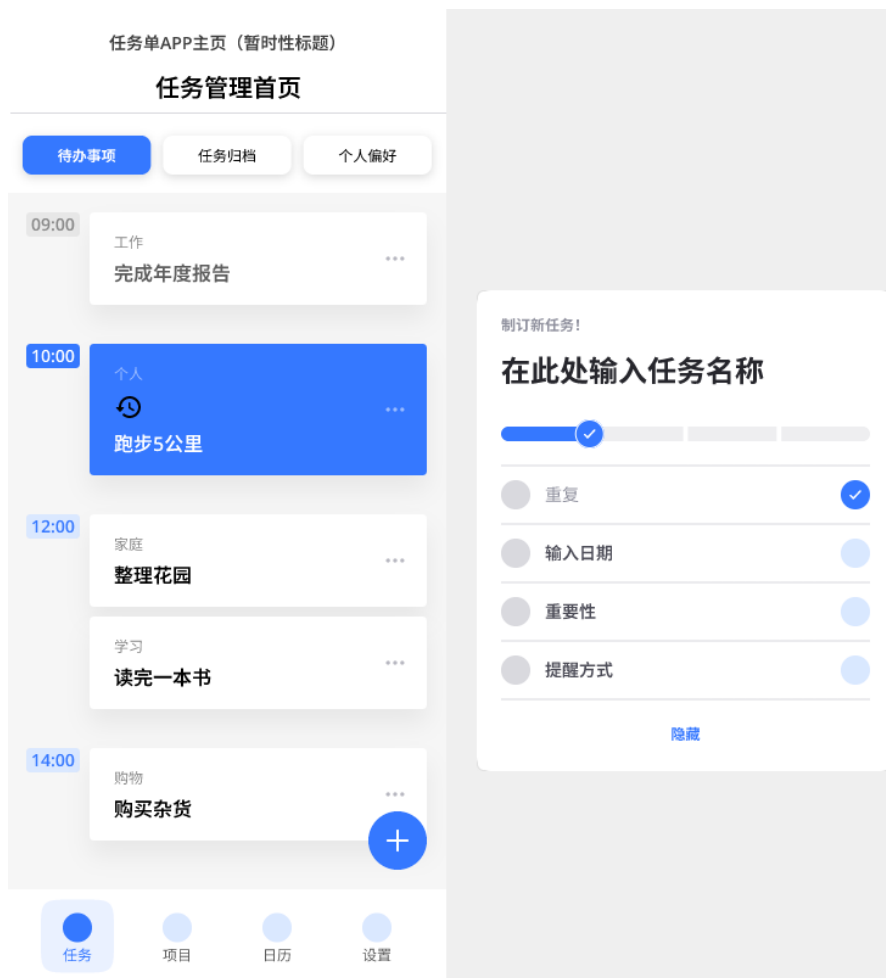 任务单APP主页（暂时性标题）
任务管理首页
待办事项
任务归档
个人偏好
09:00
工作
完成年度报告
10:00
个人
跑步5公里
12:00
家庭
整理花园
学习
读完一本书
14:00
购物
购买杂货
任务
项目
日历
设置
制订新任务!
在此处输入任务名称
重复
输入日期
重要性
提醒方式
隐藏